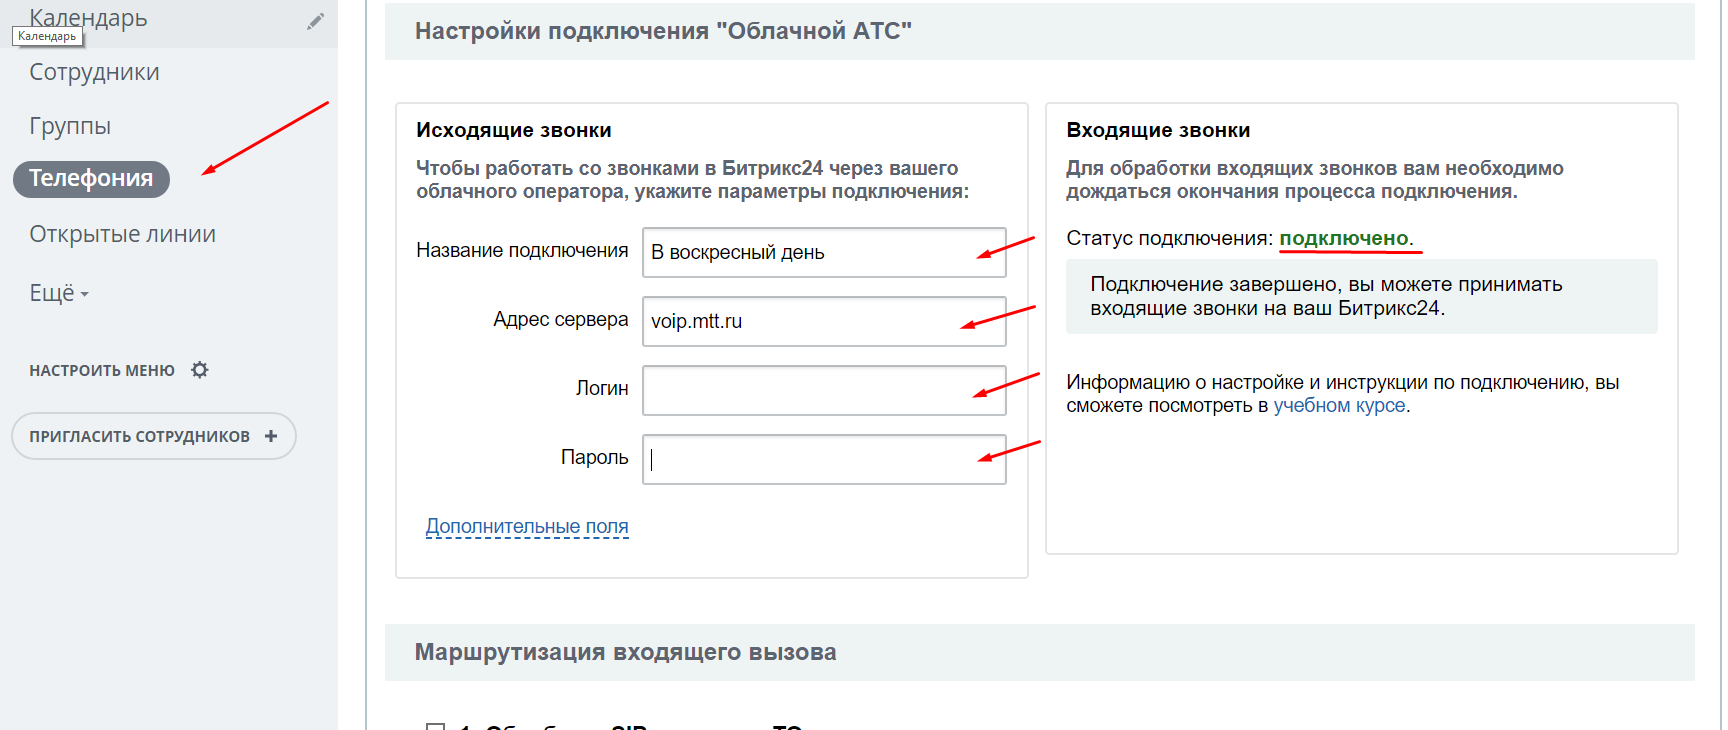 Календарь
Календарь
Сотрудники
Группы
Телефония
Открытые линии
Ещё
НАСТРОИТЬ МЕНЮ
ПРИГЛАСИТЬ СОТРУДНИКОВ +
Настройки подключения "Облачной АТС"
Исходящие звонки
Чтобы работать со звонками в Битрикс24 через вашего
облачного оператора, укажите параметры подключения:
Название подключения В воскресный день
Адрес сервера voip.mtt.ru
Логин
Пароль
Дополнительные поля
Входящие звонки
Для обработки входящих звонков вам необходимо
дождаться окончания процесса подключения.
Статус подключения: подключено.
Подключение завершено, вы можете принимать
входящие звонки на ваш Битрикс24.
Информацию о настройке и инструкции по подключению, вы
сможете посмотреть в учебном курсе.
Маршрутизация входящего вызова